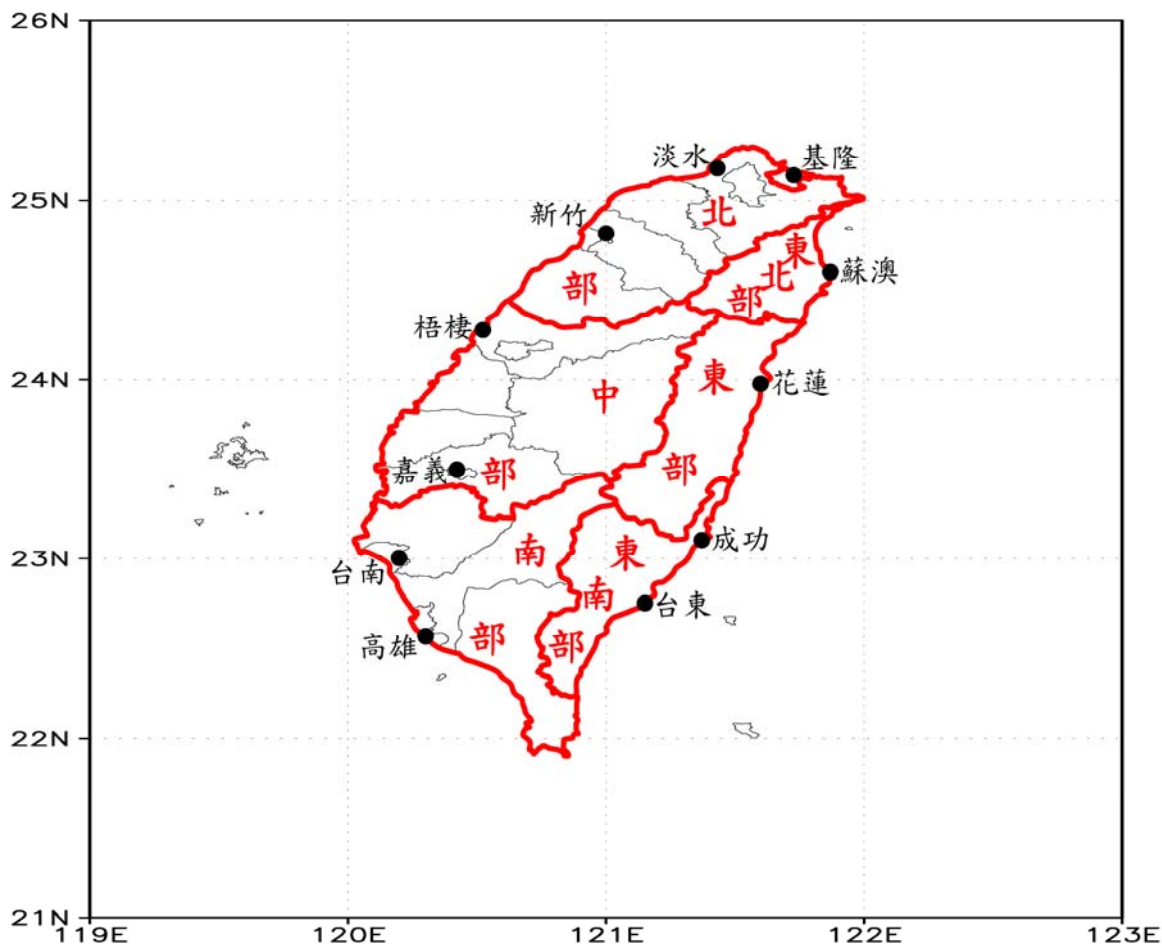 26N
淡水
基隆
25N
北
新竹
東
北
蘇澳
部
部
梧棲
24N
東
花蓮
中
嘉義
部
部
23N
南
東
成功
台南
南
台東
高雄
部
部
22N
21N
119E
120E
121E
122E
123E